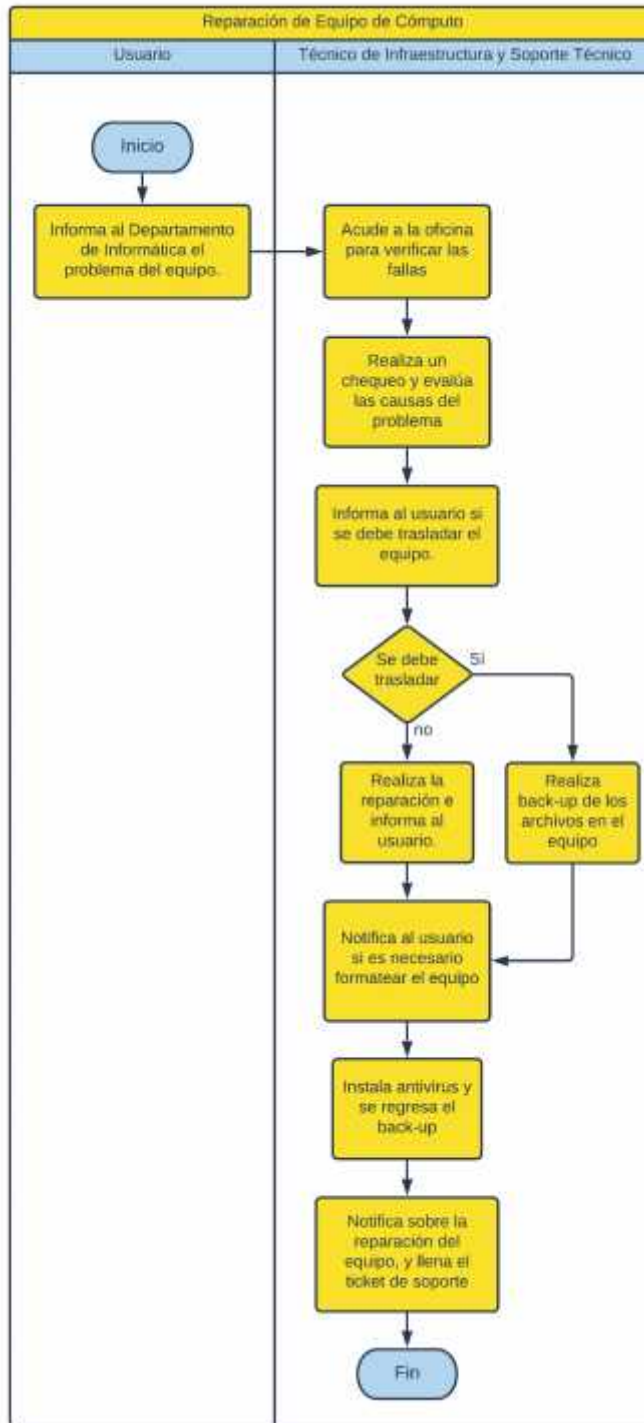 Reparación de Equipo de Cómputo
Usuario
Técnico de Infraestructura y Soporte Técnico
Inicio
Informa al Departamento
de Informática el
problema del equipo.
Acude a la oficina
para verificar las
fallas
Realiza un
chequeo y evalúa
las causas del
problema
Informa al usuario si
se debe trasladar el
equipo.
Se debe
trasladar
Si
no
Realiza la
reparación e
informa al
usuario.
Realiza
back-up de los
archivos en el
equipo
Notifica al usuario
si es necesario
formatear el equipo
Instala antivirus y
se regresa el
back-up
Notifica sobre la
reparación del
equipo, y llena el
ticket de soporte
Fin